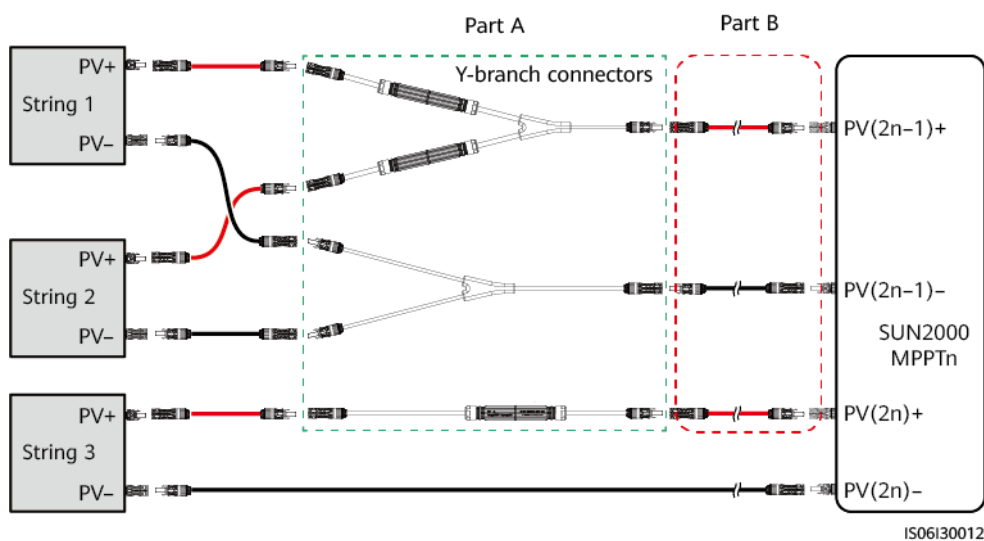 Part A
Part B
Y-branch connectors
PV+
String 1
PV–
PV+
String 2
PV–
PV+
String 3
PV–
PV(2n–1)+
PV(2n–1)–
SUN2000
MPPTn
PV(2n)+
PV(2n)–
IS06I30012